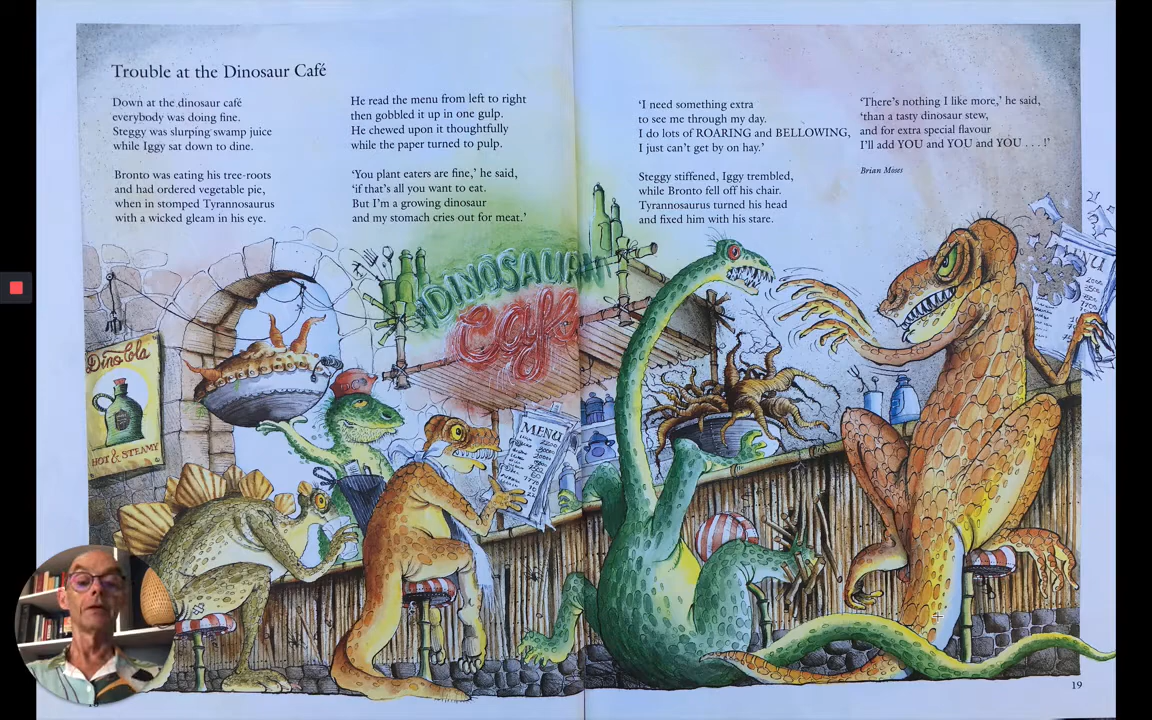 Trouble at the Dinosaur Café
Down at the dinosaur café
everybody was doing fine.
Steggy was slurping swamp juice
while Iggy sat down to dine.
Bronto was eating his tree-roots
and had ordered vegetable pie,
when in stomped Tyrannosaurus
with a wicked gleam in his eye.
He read the menu from left to right
then gobbled it up in one gulp.
He chewed upon it thoughtfully
while the paper turned to pulp.
‘You plant eaters are fine,’ he said,
‘if that’s all you want to eat.
But I’m a growing dinosaur
and my stomach cries out for meat.’
‘I need something extra
to see me through my day.
I do lots of ROARING and BELLOWING,
I just can’t get by on hay.’
Steggy stiffened, Iggy trembled,
while Bronto fell off his chair.
Tyrannosaurus turned his head
and fixed him with his stare.
‘There’s nothing I like more,’ he said,
‘than a tasty dinosaur stew,
and for extra special flavour
I’ll add YOU and YOU and YOU . . . !’
Brian Moses
DINOSAUR
Café
Dino Cola
HOT & STEAMY
MENU
MENU
19